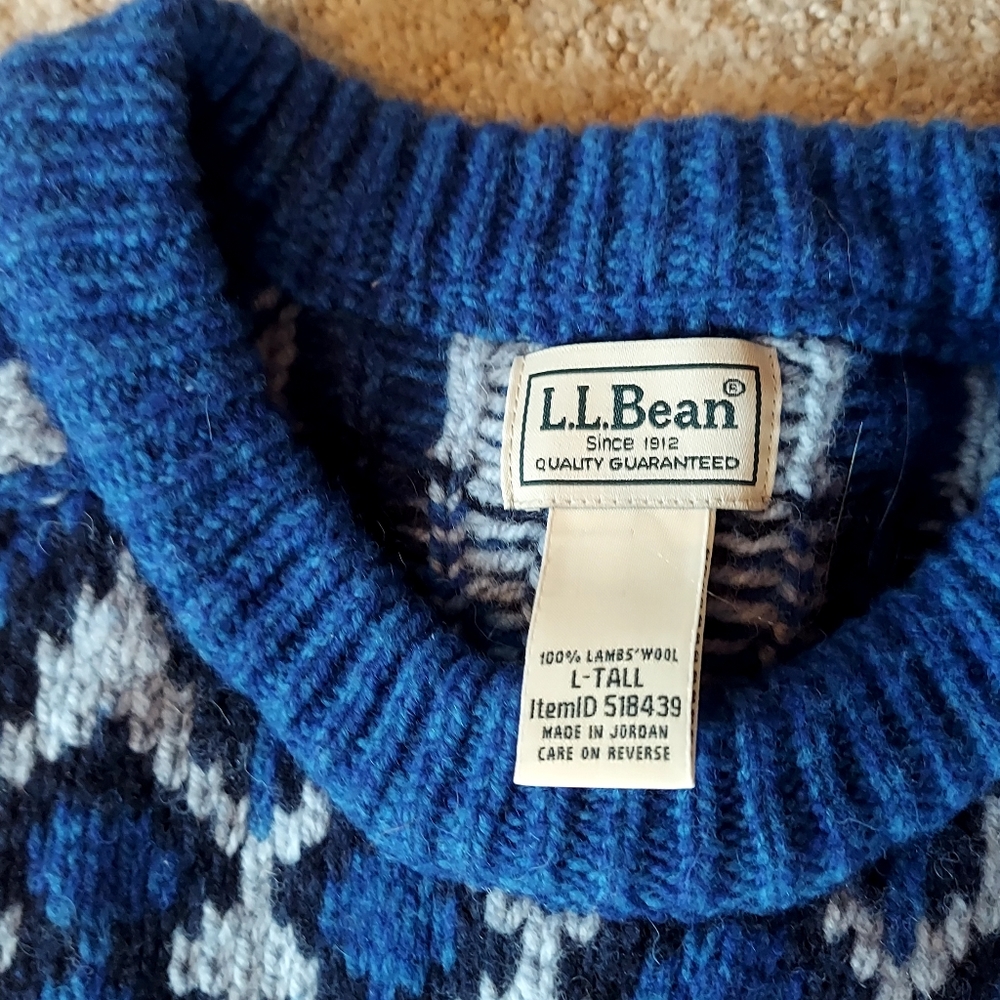 L.L.Bean®
Since 1912
QUALITY GUARANTEED
100% LAMBS' WOOL
L-TALL
ItemID 518439
MADE IN JORDAN
CARE ON REVERSE